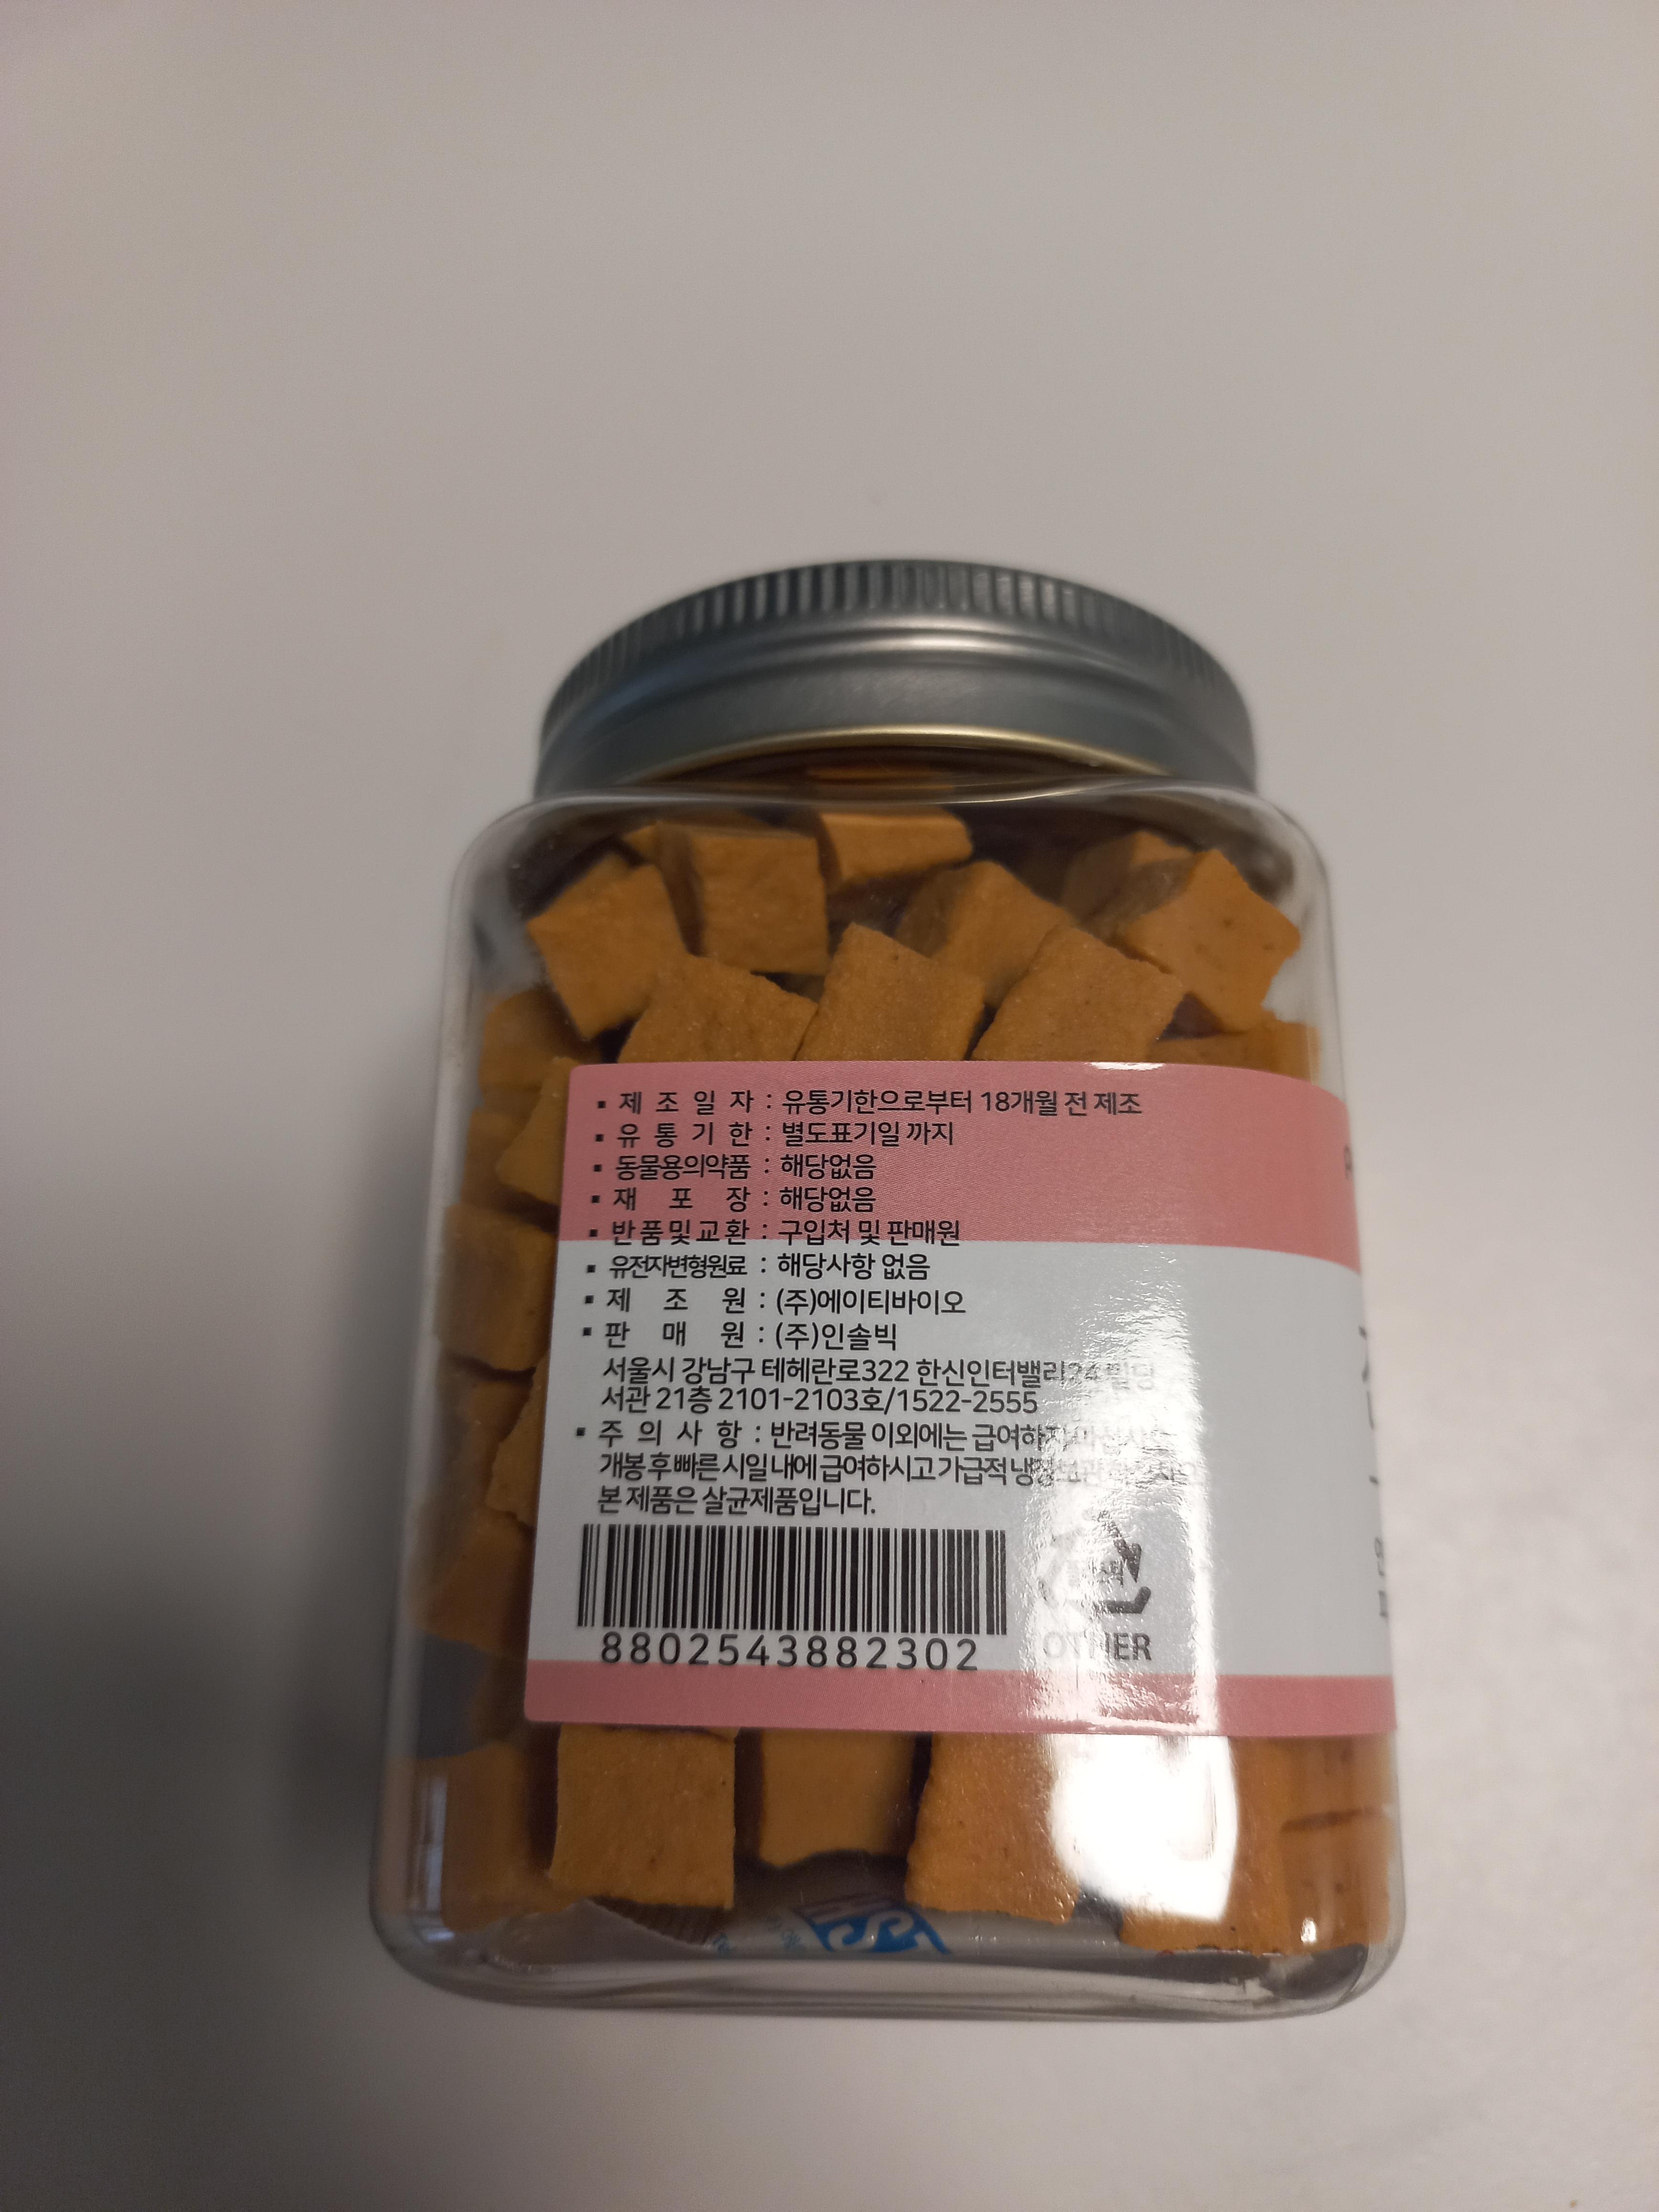 ▪ 제 조 일 자 : 유통기한으로부터 18개월 전 제조
▪ 유 통 기 한 : 별도표기일 까지
▪ 동물용의약품 : 해당없음
▪ 재 포 장 : 해당없음
▪ 반품및교환 : 구입처 및 판매원
▪ 유전자변형원료 : 해당사항 없음
▪ 제 조 원 : (주)에이티바이오
▪ 판 매 원 : (주)인솔빅
서울시 강남구 테헤란로322 한신인터밸리24 빌딩
서관 21층 2101-2103호/1522-2555
▪ 주 의 사 항 : 반려동물 이외에는 급여하지
개봉 후 빠른 시일 내에 급여하시고 가급적 냉장보관
본 제품은 살균제품입니다.
8802543882302
OTHER